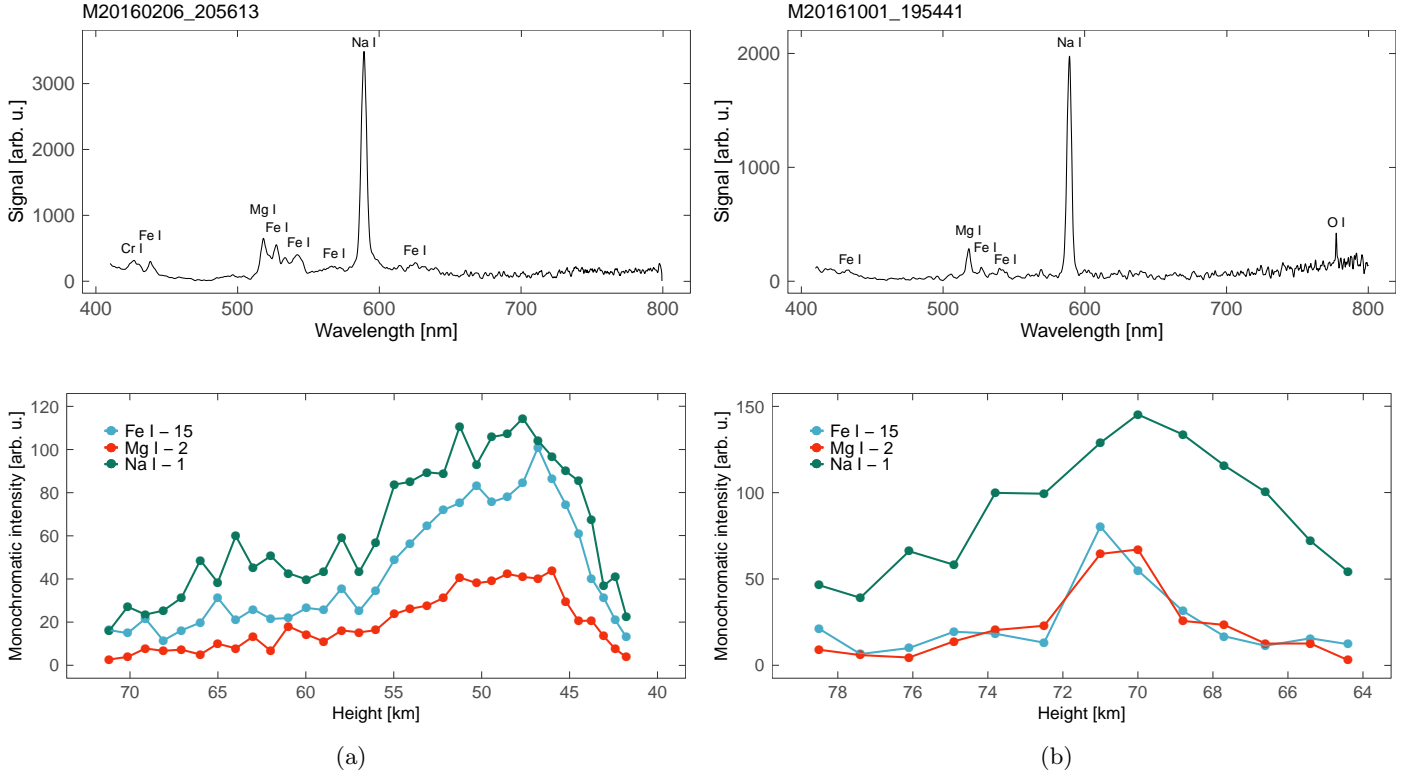 M20160206_205613
Na I
Mg I
Fe I
Fe I
Cr I
Fe I
Fe I
Fe I
3000
2000
1000
0
Signal [arb. u.]
400 500 600 700 800
Wavelength [nm]
M20161001_195441
Na I
O I
Mg I
Fe I
Fe I
Fe I
2000
1000
0
Signal [arb. u.]
400 500 600 700 800
Wavelength [nm]
Fe I – 15
Mg I – 2
Na I – 1
120
100
80
60
40
20
0
Monochromatic intensity [arb. u.]
70 65 60 55 50 45 40
Height [km]
(a)
Fe I – 15
Mg I – 2
Na I – 1
150
100
50
0
Monochromatic intensity [arb. u.]
78 76 74 72 70 68 66 64
Height [km]
(b)